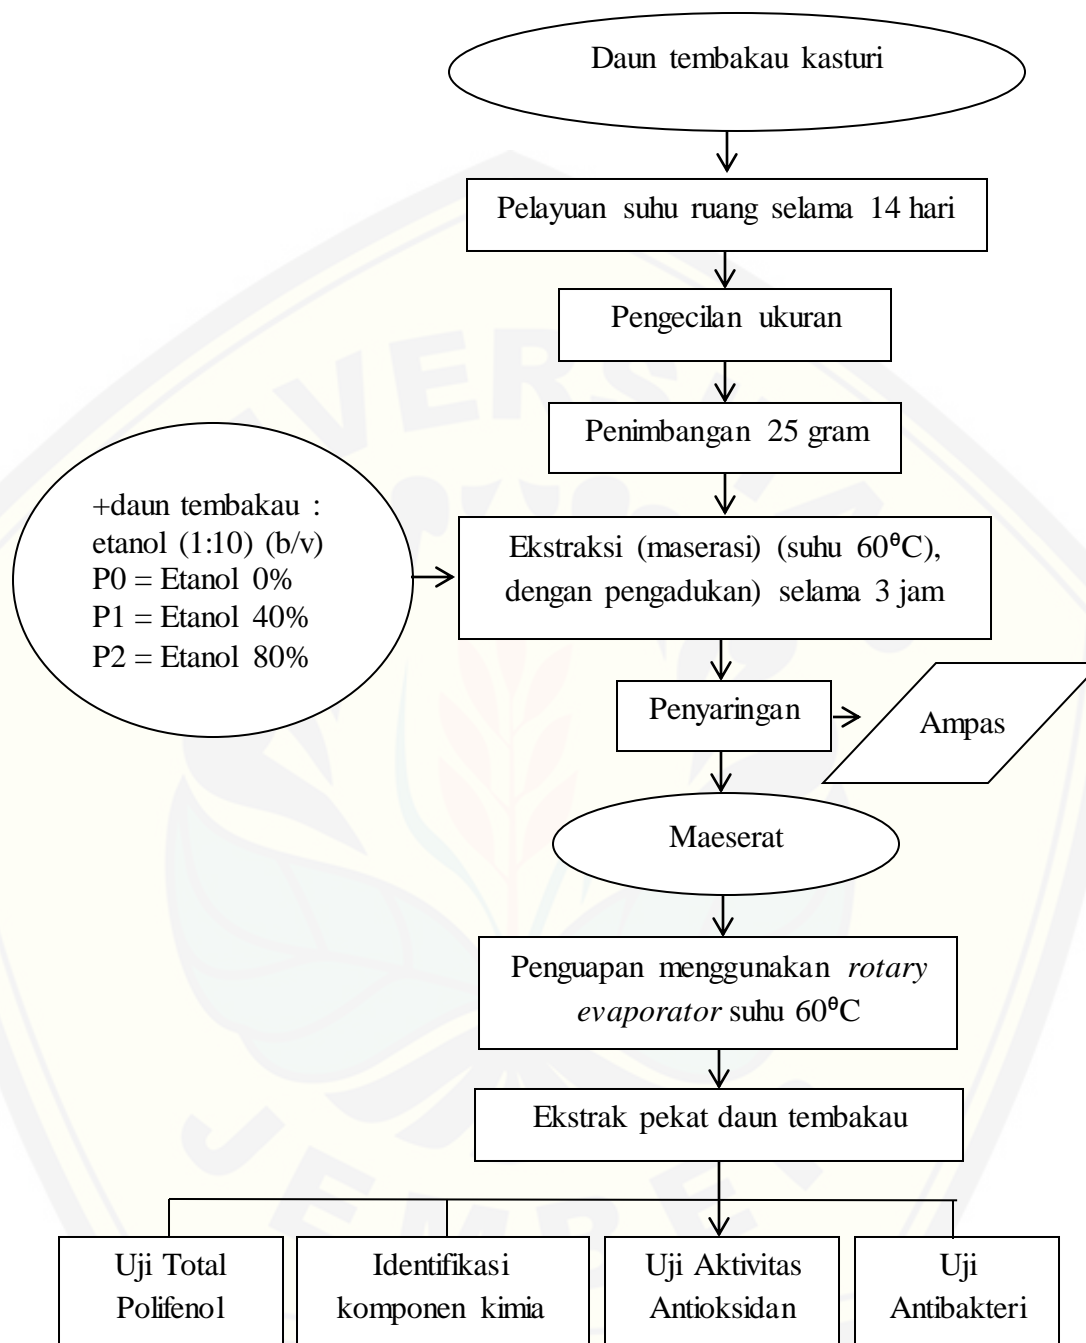 Daun tembakau kasturi
Pelayuan suhu ruang selama 14 hari
Pengecilan ukuran
Penimbangan 25 gram
+daun tembakau :
etanol (1:10) (b/v)
P0 = Etanol 0%
P1 = Etanol 40%
P2 = Etanol 80%
Ekstraksi (maserasi) (suhu 60⁰C),
dengan pengadukan) selama 3 jam
Penyaringan
Ampas
Maeserat
Penguapan menggunakan rotary
evaporator suhu 60⁰C
Ekstrak pekat daun tembakau
Uji Total
Polifenol
Identifikasi
komponen kimia
Uji Aktivitas
Antioksidan
Uji
Antibakteri
JEMBER